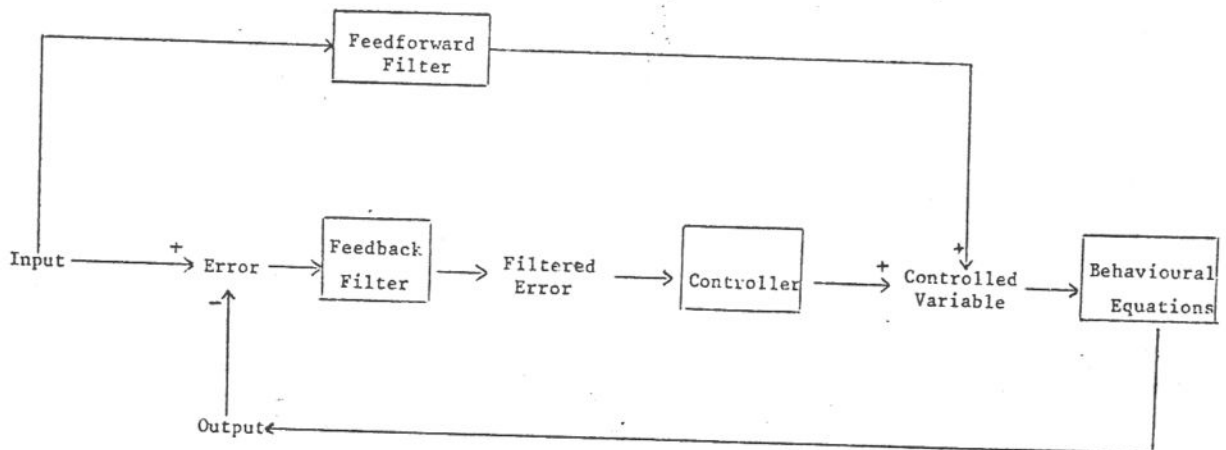 Feedforward
Filter
Input
+
Error
-
Feedback
Filter
Filtered
Error
Controller
+
+
Controlled
Variable
Behavioural
Equations
Output